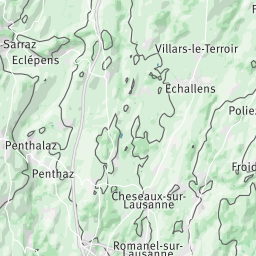 Villars-le-Terroir
-Sarraz
Eclépens
Echallens
Poliez
Penthalaz
Froid
Penthaz
Cheseaux-sur-
Lausanne
Romanel-sur-
Lausanne